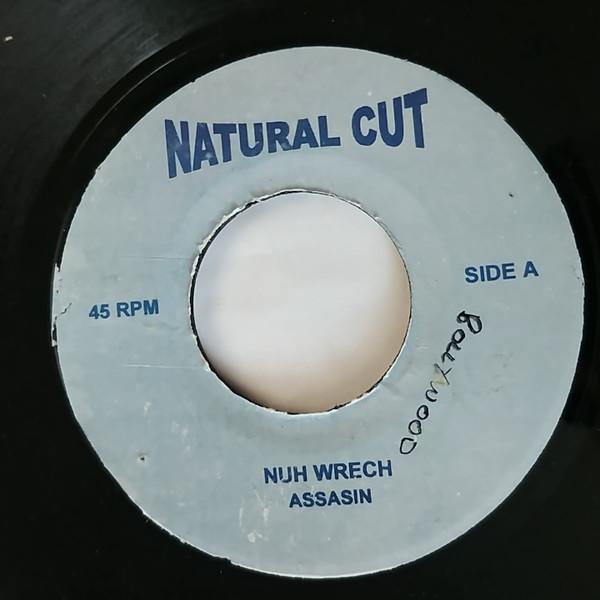 NATURAL CUT
45 RPM
SIDE A
BOLLYWOOD
NUH WRECH
ASSASIN